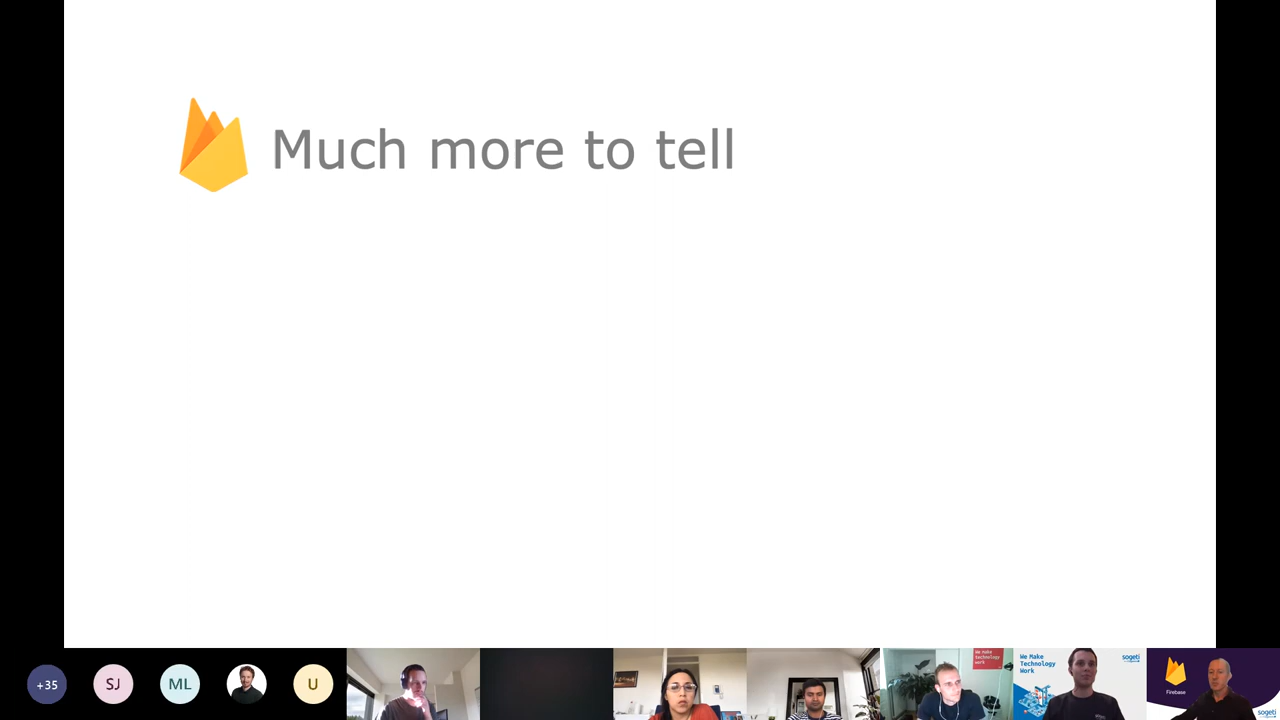 Much more to tell
+35
SJ
ML
U
We Make
technology
work
We Make
Technology
Work
sogeti
Firebase
sogeti